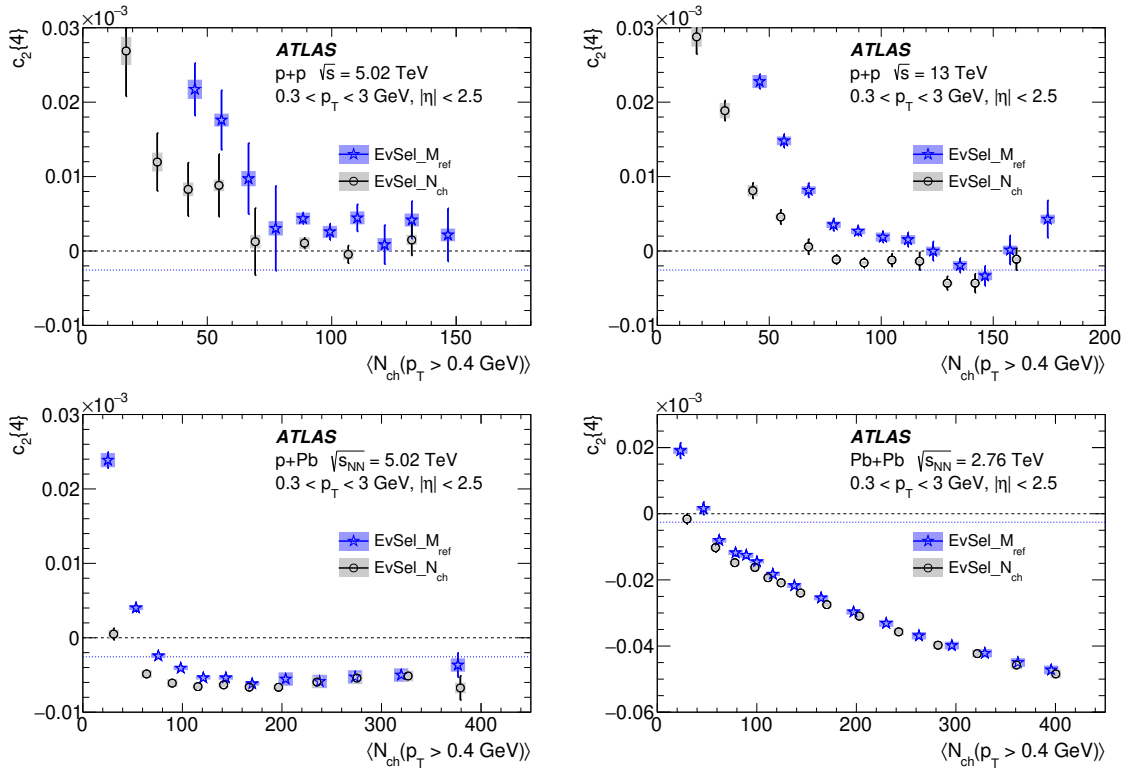 ×10⁻³
c₂{4}
0.03
0.02
0.01
0
−0.01
ATLAS
p+p √s = 5.02 TeV
0.3 < p_T < 3 GeV, |η| < 2.5
EvSel_M_ref
EvSel_N_ch
0 50 100 150
⟨N_ch(p_T > 0.4 GeV)⟩
×10⁻³
c₂{4}
0.03
0.02
0.01
0
−0.01
ATLAS
p+p √s = 13 TeV
0.3 < p_T < 3 GeV, |η| < 2.5
EvSel_M_ref
EvSel_N_ch
0 50 100 150 200
⟨N_ch(p_T > 0.4 GeV)⟩
×10⁻³
c₂{4}
0.03
0.02
0.01
0
−0.01
ATLAS
p+Pb √s_NN = 5.02 TeV
0.3 < p_T < 3 GeV, |η| < 2.5
EvSel_M_ref
EvSel_N_ch
0 100 200 300 400
⟨N_ch(p_T > 0.4 GeV)⟩
×10⁻³
c₂{4}
0.02
0
−0.02
−0.04
−0.06
ATLAS
Pb+Pb √s_NN = 2.76 TeV
0.3 < p_T < 3 GeV, |η| < 2.5
EvSel_M_ref
EvSel_N_ch
0 100 200 300 400
⟨N_ch(p_T > 0.4 GeV)⟩